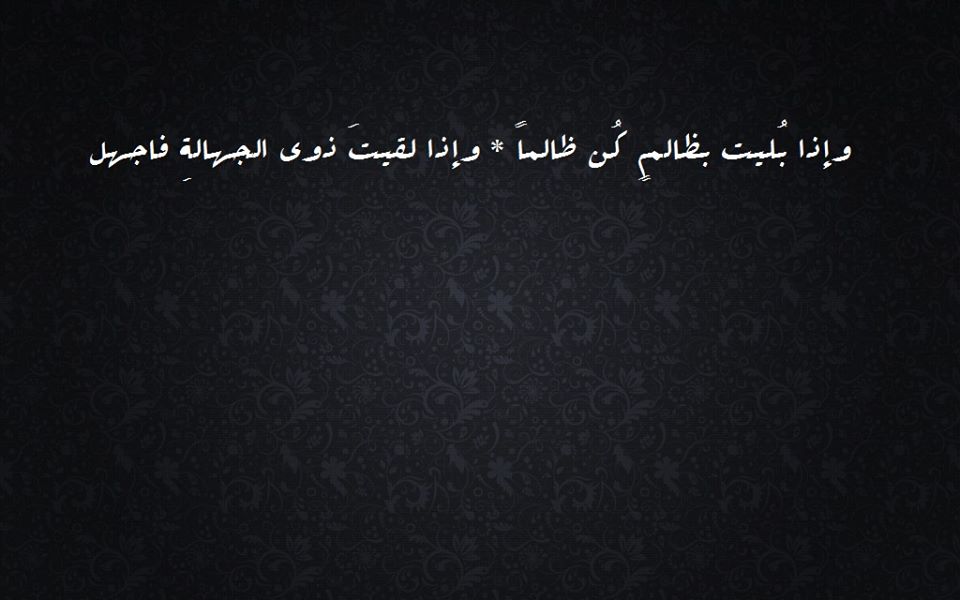 وإذا بُليت بظالمٍ كُن ظالماً * وإذا لقيتَ ذوى الجهالةِ فاجهل